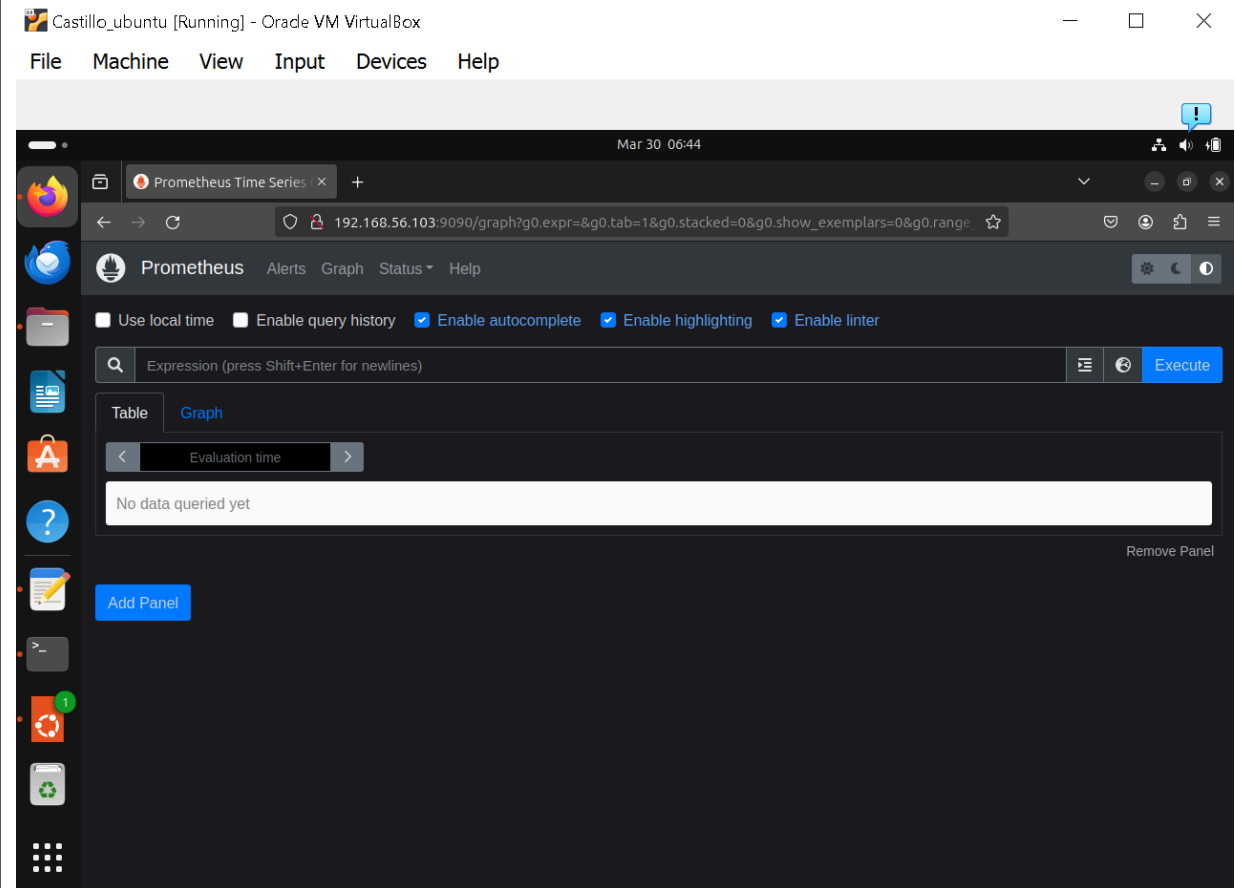 Castillo_ubuntu [Running] - Oracle VM VirtualBox
File Machine View Input Devices Help
Mar 30 06:44
Prometheus Time Series
192.168.56.103:9090/graph?g0.expr=&g0.tab=1&g0.stacked=0&g0.show_exemplars=0&g0.range_
Prometheus Alerts Graph Status Help
Use local time Enable query history Enable autocomplete Enable highlighting Enable linter
Expression (press Shift+Enter for newlines) Execute
Table Graph
Evaluation time
No data queried yet
Remove Panel
Add Panel
1